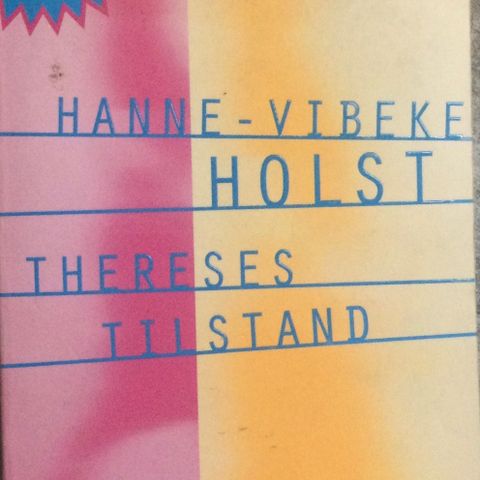 HANNE-VIBEKE
HOLST
THERESES
TILSTAND